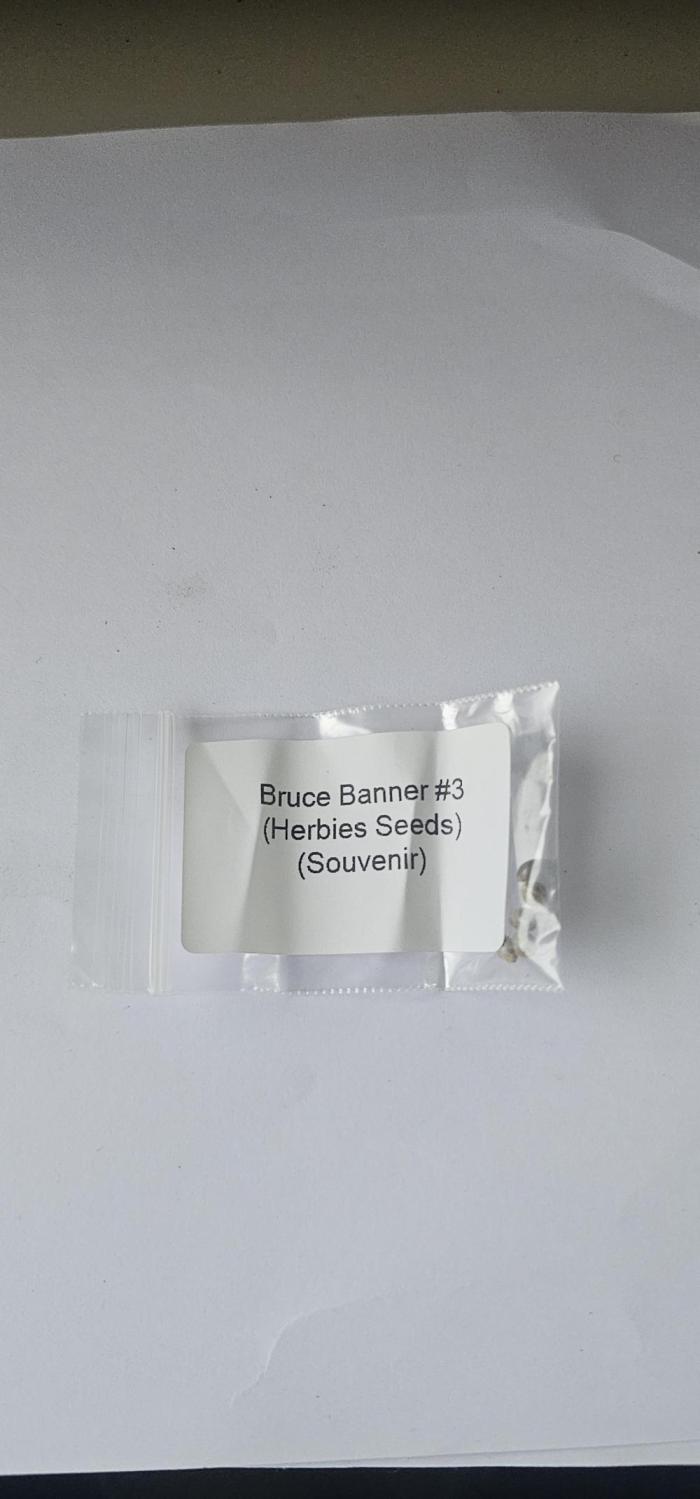 Bruce Banner #3
(Herbies Seeds)
(Souvenir)